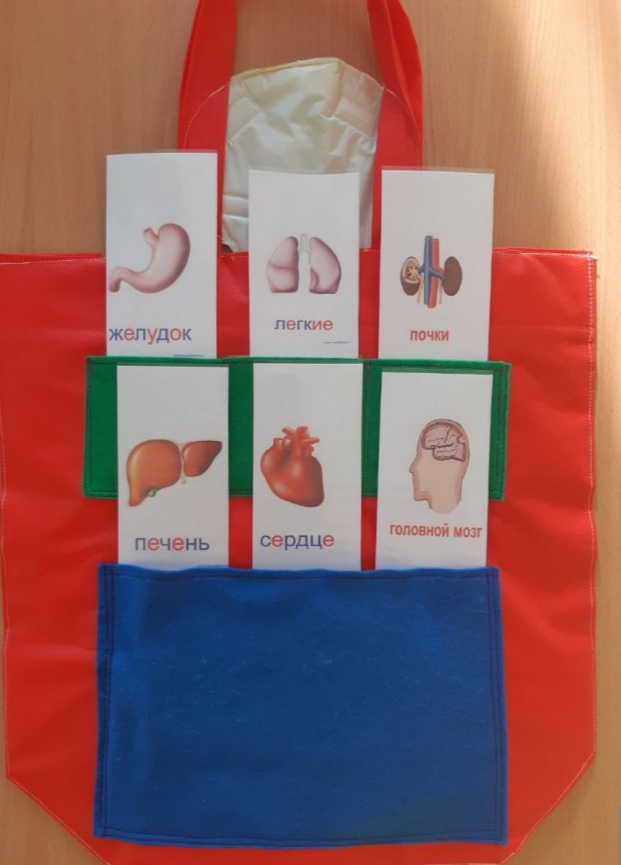 желудок
легкие
почки
печень
сердце
головной мозг